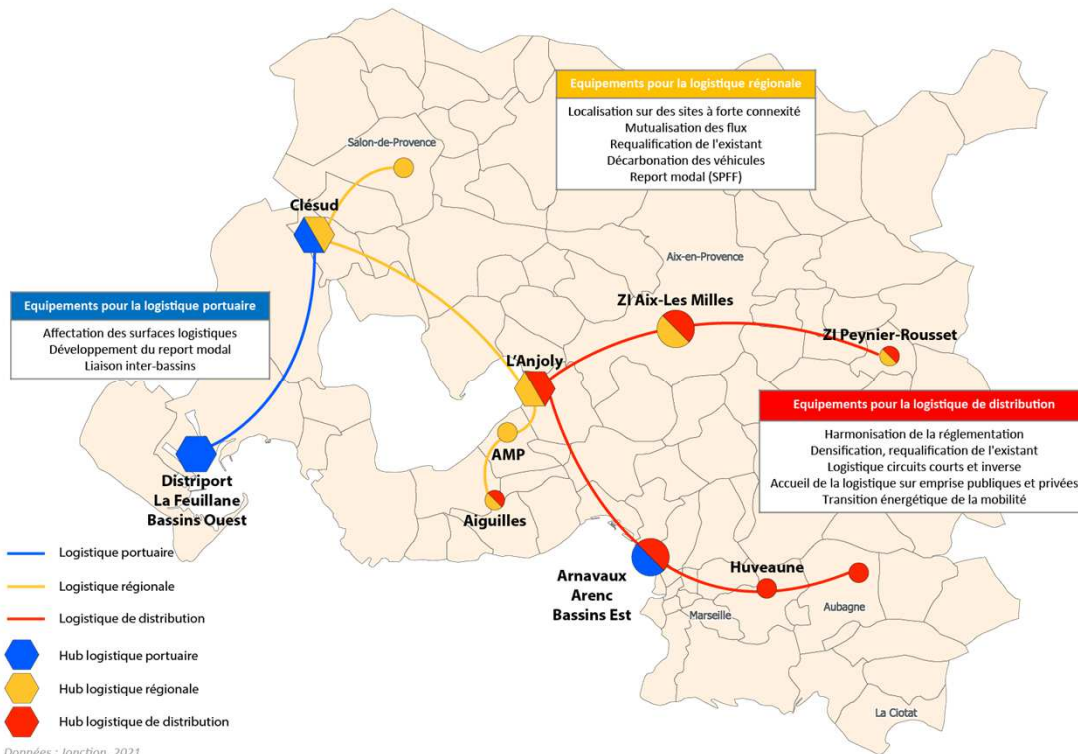 Equipements pour la logistique régionale
Localisation sur des sites à forte connexité
Mutualisation des flux
Requalification de l'existant
Décarbonation des véhicules
Report modal (SPFF)
Salon-de-Provence
Clésud
Aix-en-Provence
ZI Aix-Les Milles
Equipements pour la logistique portuaire
Affectation des surfaces logistiques
Développement du report modal
Liaison inter-bassins
ZI Peynier-Rousset
L'Anjoly
Equipements pour la logistique de distribution
Harmonisation de la réglementation
Densification, requalification de l'existant
Logistique circuits courts et inverse
Accueil de la logistique sur emprise publiques et privées
Transition énergétique de la mobilité
AMP
Distriport
La Feuillane
Bassins Ouest
Aiguilles
Arnavaux
Arenc
Bassins Est
Huveaune
Marseille
Aubagne
La Ciotat
Logistique portuaire
Logistique régionale
Logistique de distribution
Hub logistique portuaire
Hub logistique régionale
Hub logistique de distribution
Données : Jonction, 2021